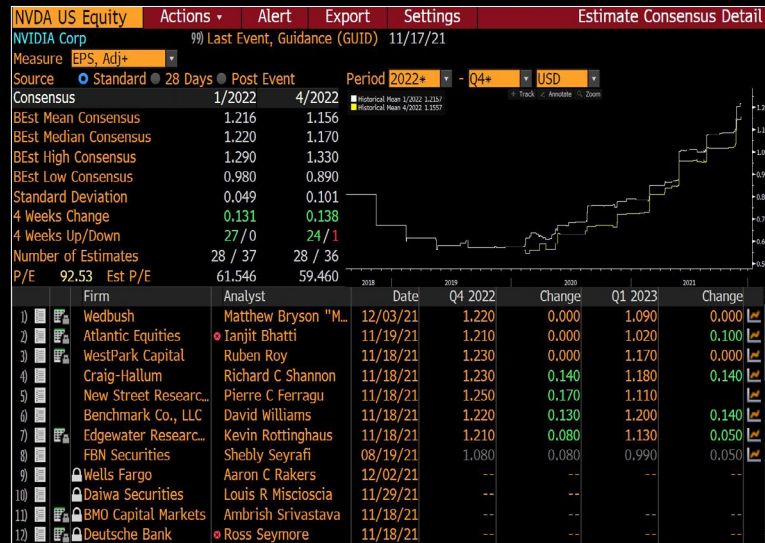 NVDA US Equity Actions Alert Export Settings Estimate Consensus Detail
NVIDIA Corp 99) Last Event, Guidance (GUID) 11/17/21
Measure EPS, Adj+
Source Standard 28 Days Post Event Period 2022* - Q4* USD
Track Annotate Zoom
Consensus 1/2022 4/2022
Historical Mean 1/2022 1.2157
Historical Mean 4/2022 1.1557
BEst Mean Consensus 1.216 1.156
BEst Median Consensus 1.220 1.170
BEst High Consensus 1.290 1.330
BEst Low Consensus 0.980 0.890
Standard Deviation 0.049 0.101
4 Weeks Change 0.131 0.138
4 Weeks Up/Down 27/0 24/1
Number of Estimates 28 / 37 28 / 36
P/E 92.53 Est P/E 61.546 59.460
2018 2019 2020 2021
Firm Analyst Date Q4 2022 Change Q1 2023 Change
1) Wedbush Matthew Bryson "M... 12/03/21 1.220 0.000 1.090 0.000
2) Atlantic Equities Ianjit Bhatti 11/19/21 1.210 0.000 1.020 0.100
3) WestPark Capital Ruben Roy 11/18/21 1.230 0.000 1.170 0.000
4) Craig-Hallum Richard C Shannon 11/18/21 1.230 0.140 1.180 0.140
5) New Street Researc... Pierre C Ferragu 11/18/21 1.250 0.170 1.110
6) Benchmark Co., LLC David Williams 11/18/21 1.220 0.130 1.200 0.140
7) Edgewater Researc... Kevin Rottinghaus 11/18/21 1.210 0.080 1.130 0.050
8) FBN Securities Shebly Seyrafi 08/19/21 1.080 0.080 0.990 0.050
9) Wells Fargo Aaron C Rakers 12/02/21 -- --
10) Daiwa Securities Louis R Miscioscia 11/29/21 -- --
11) BMO Capital Markets Ambrish Srivastava 11/18/21 -- --
12) Deutsche Bank Ross Seymore 11/18/21 -- --